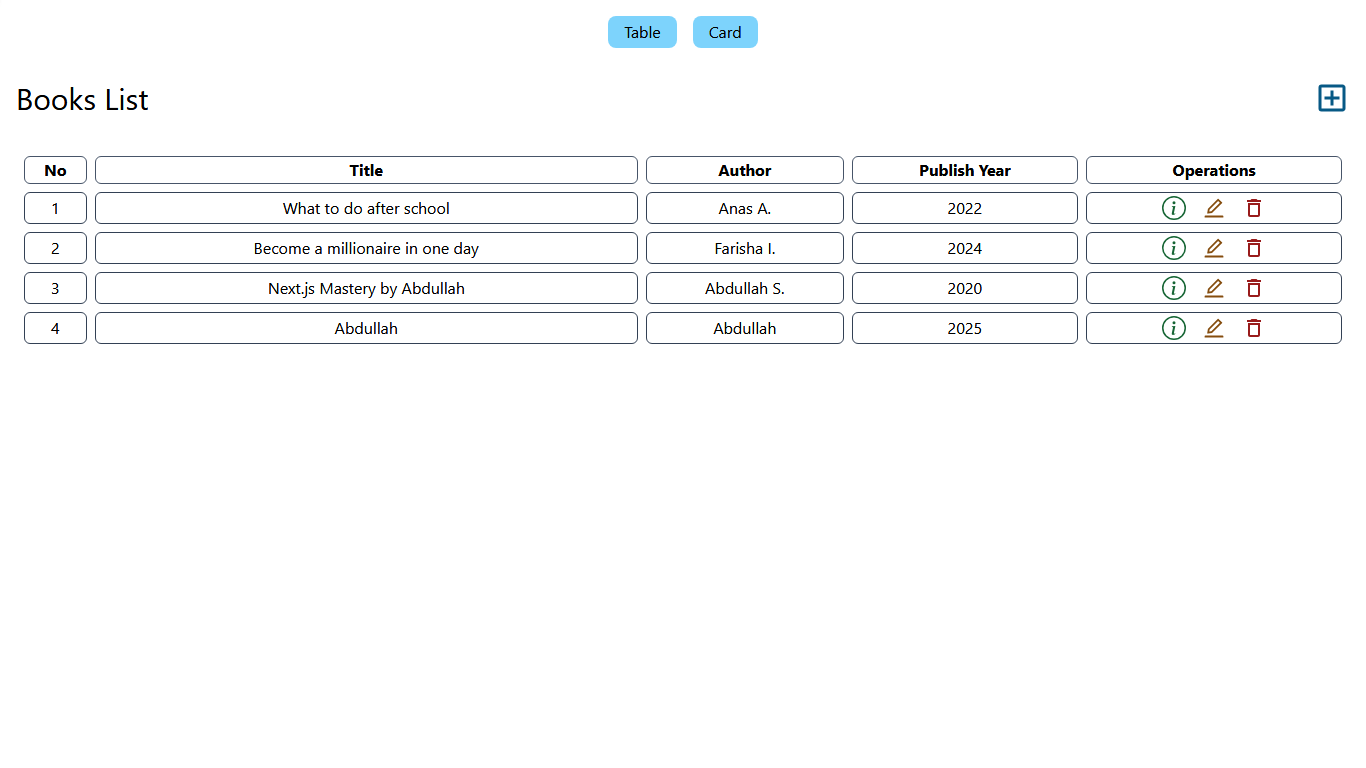 Table Card
Books List
No Title Author Publish Year Operations
1 What to do after school Anas A. 2022
2 Become a millionaire in one day Farisha I. 2024
3 Next.js Mastery by Abdullah Abdullah S. 2020
4 Abdullah Abdullah 2025